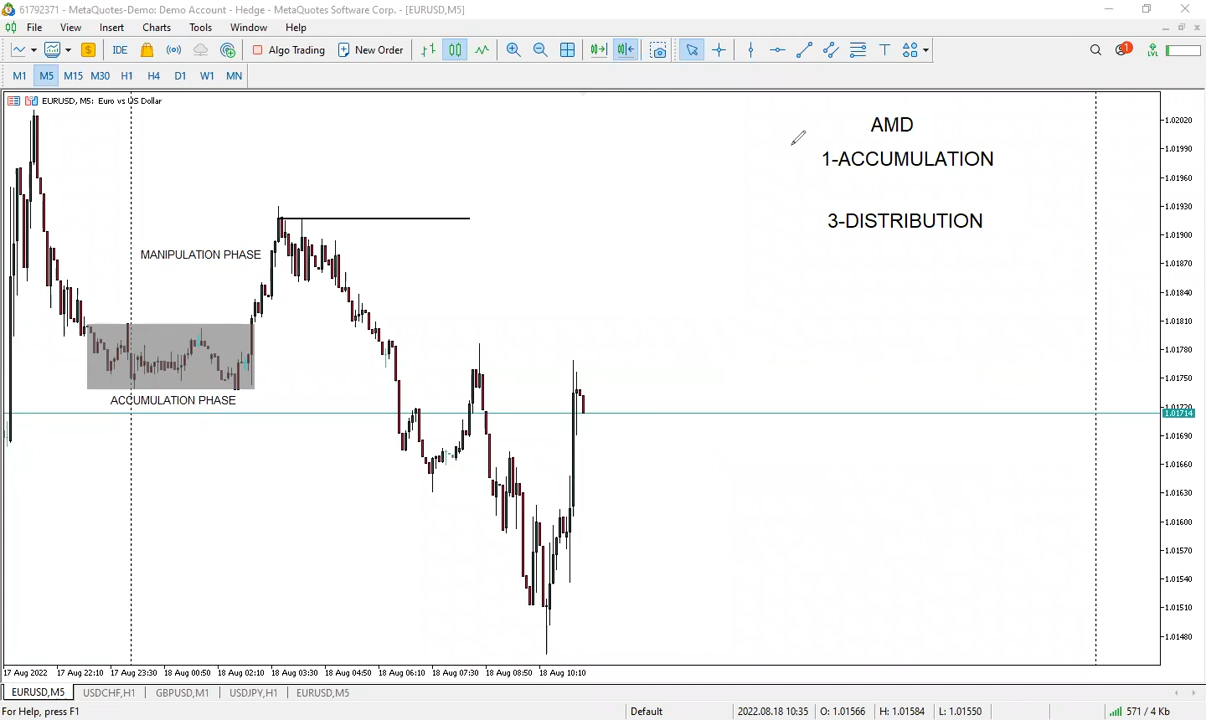 61792371 - MetaQuotes-Demo: Demo Account - Hedge - MetaQuotes Software Corp. - [EURUSD,M5]
File View Insert Charts Tools Window Help
IDE Algo Trading New Order 1 LVL
M1 M5 M15 M30 H1 H4 D1 W1 MN
EURUSD, M5: Euro vs US Dollar
AMD
1-ACCUMULATION
3-DISTRIBUTION
MANIPULATION PHASE
ACCUMULATION PHASE
1.02020
1.01990
1.01960
1.01930
1.01900
1.01870
1.01840
1.01810
1.01780
1.01750
1.01720
1.01714
1.01690
1.01660
1.01630
1.01600
1.01570
1.01540
1.01510
1.01480
17 Aug 2022 17 Aug 22:10 17 Aug 23:30 18 Aug 00:50 18 Aug 02:10 18 Aug 03:30 18 Aug 04:50 18 Aug 06:10 18 Aug 07:30 18 Aug 08:50 18 Aug 10:10
EURUSD,M5 USDCHF,H1 GBPUSD,M1 USDJPY,H1 EURUSD,M5
For Help, press F1 Default 2022.08.18 10:35 O: 1.01566 H: 1.01584 L: 1.01550 571 / 4 Kb